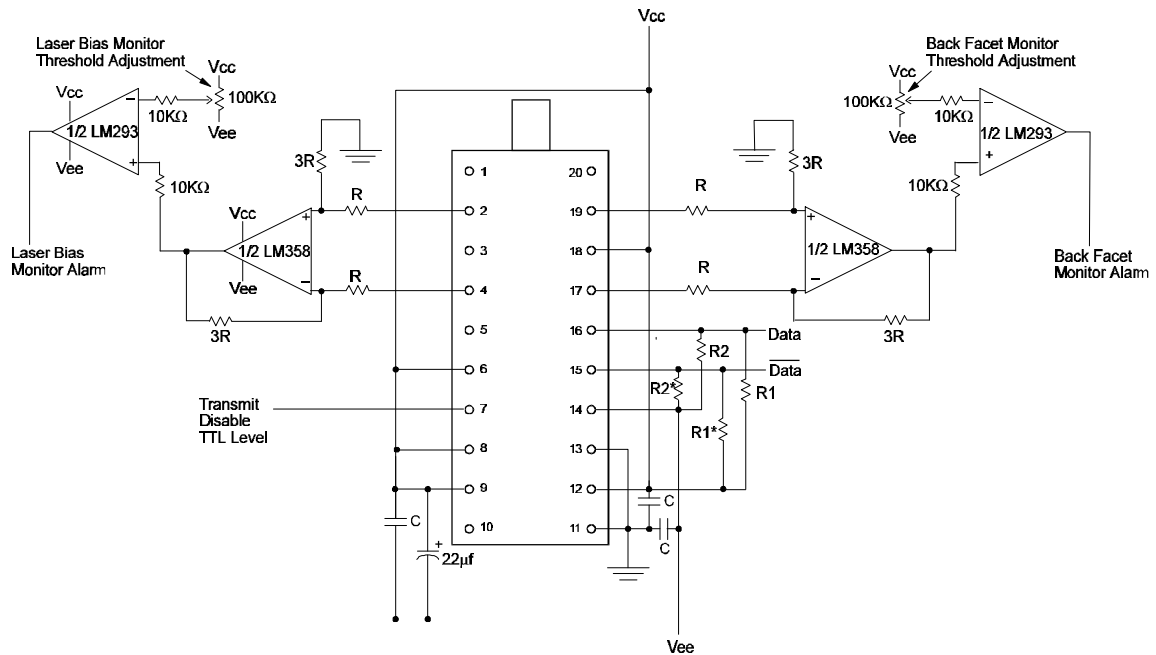 Vcc
Laser Bias Monitor
Threshold Adjustment
Back Facet Monitor
Threshold Adjustment
Vcc
100KΩ
Vee
10KΩ
Vcc
1/2 LM293
Vee
10KΩ
Vcc
100KΩ
Vee
10KΩ
1/2 LM293
10KΩ
3R
R
Vcc
1/2 LM358
Vee
R
3R
Laser Bias
Monitor Alarm
3R
R
1/2 LM358
R
3R
Back Facet
Monitor Alarm
1
20
2
19
3
18
4
17
5
16
Data
6
15
Data
R2
R2*
R1
7
14
Transmit
Disable
TTL Level
R1*
8
13
9
12
C
10
11
C
C
+
22µf
Vee
+
−
+
−
+
−
+
−